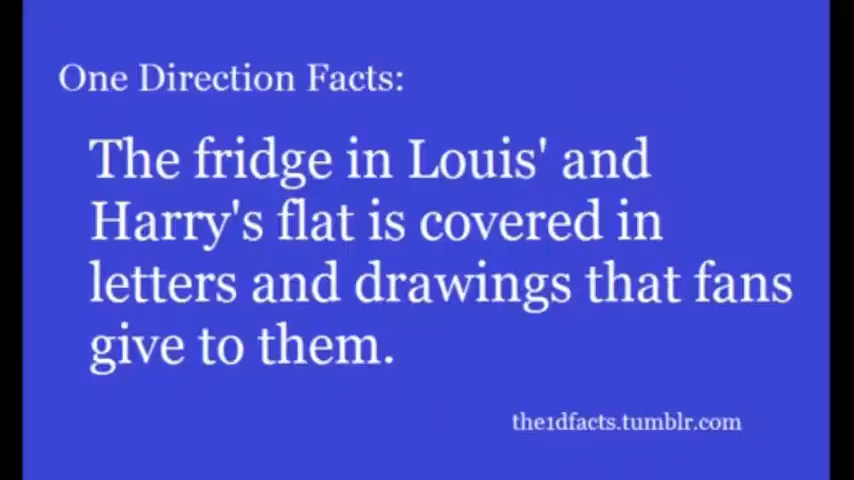 One Direction Facts:
The fridge in Louis' and
Harry's flat is covered in
letters and drawings that fans
give to them.
the1dfacts.tumblr.com